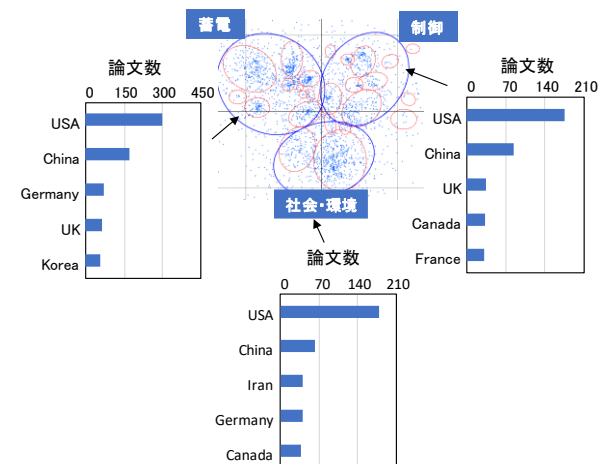 蓄電
制御
論文数
0 150 300 450
USA
China
Germany
UK
Korea
論文数
0 70 140 210
USA
China
UK
Canada
France
社会・環境
論文数
0 70 140 210
USA
China
Iran
Germany
Canada